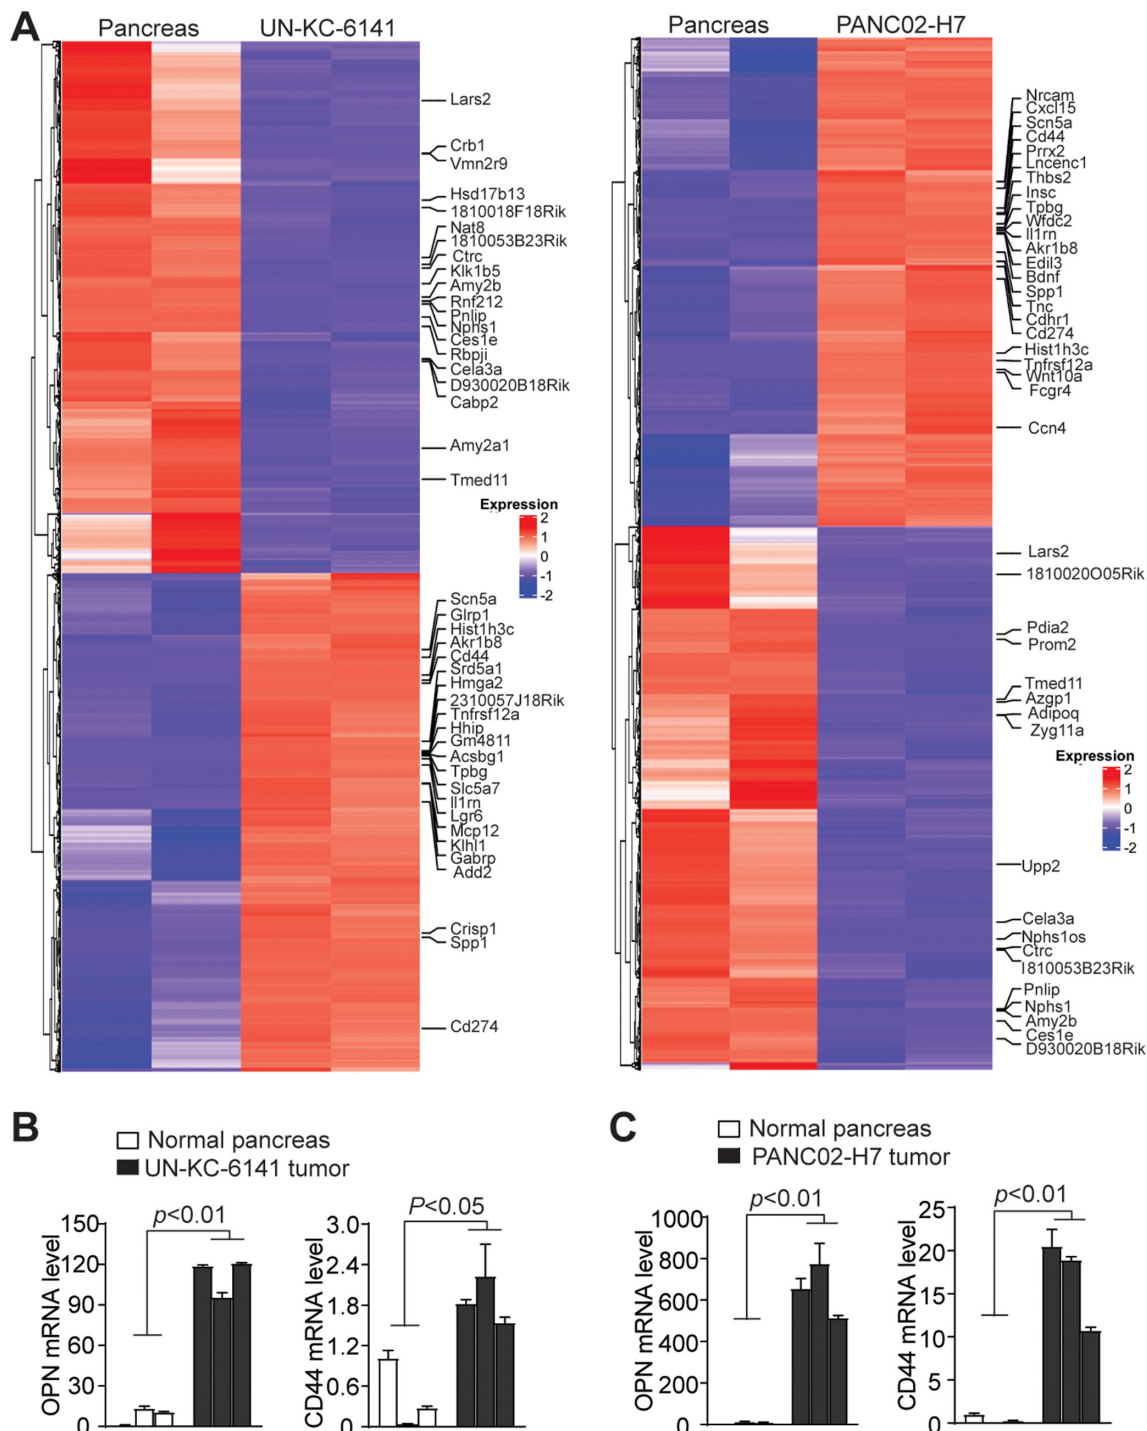 A
Pancreas UN-KC-6141
Lars2
Crb1
Vmn2r9
Hsd17b13
1810018F18Rik
Nat8
1810053B23Rik
Ctrc
Klk1b5
Amy2b
Rnf212
Pnlip
Nphs1
Ces1e
Rbpji
Cela3a
D930020B18Rik
Cabp2
Amy2a1
Tmed11
Expression
2
1
0
-1
-2
Scn5a
Glrp1
Hist1h3c
Akr1b8
Cd44
Srd5a1
Hmga2
2310057J18Rik
Tnfrsf12a
Hhip
Gm4811
Acsbg1
Tpbg
Slc5a7
Il1rn
Lgr6
Mcp12
Klhl1
Gabrp
Add2
Crisp1
Spp1
Cd274
Pancreas PANC02-H7
Nrcam
Cxcl15
Scn5a
Cd44
Prrx2
Lncenc1
Thbs2
Insc
Tpbg
Wfdc2
Il1rn
Akr1b8
Edil3
Bdnf
Spp1
Tnc
Cdhr1
Cd274
Hist1h3c
Tnfrsf12a
Wnt10a
Fcgr4
Ccn4
Lars2
1810020O05Rik
Pdia2
Prom2
Tmed11
Azgp1
Adipoq
Zyg11a
Expression
2
1
0
-1
-2
Upp2
Cela3a
Nphs1os
Ctrc
I810053B23Rik
Pnlip
Nphs1
Amy2b
Ces1e
D930020B18Rik
B
Normal pancreas
UN-KC-6141 tumor
OPN mRNA level
150
120
90
60
30
0
p<0.01
CD44 mRNA level
3.0
2.4
1.8
1.2
0.6
0
P<0.05
C
Normal pancreas
PANC02-H7 tumor
OPN mRNA level
1000
800
600
400
200
0
p<0.01
CD44 mRNA level
25
20
15
10
5
0
p<0.01